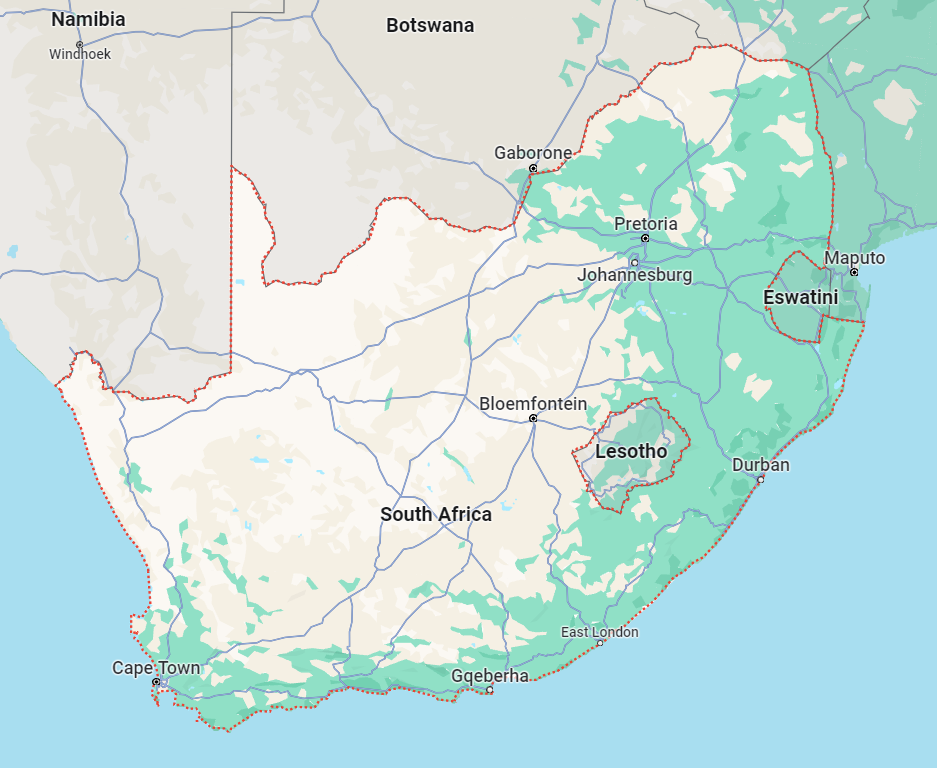 Namibia
Botswana
Windhoek
Gaborone
Pretoria
Maputo
Johannesburg
Eswatini
Bloemfontein
Lesotho
Durban
South Africa
East London
Cape Town
Gqeberha